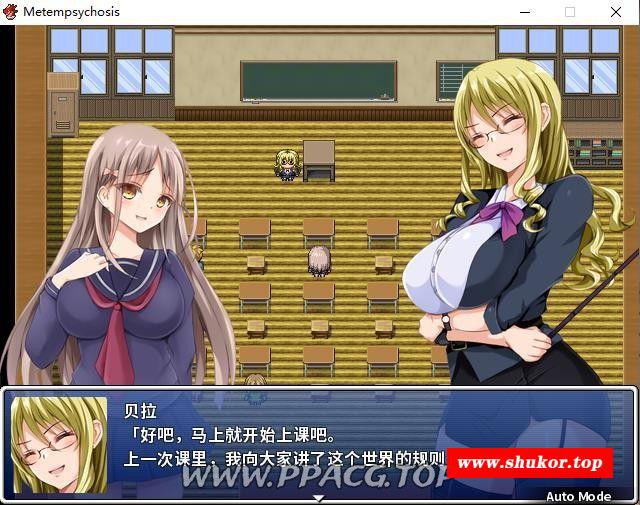 Metempsychosis
贝拉
「好吧，马上就开始上课吧。
上一次课里，我向大家讲了这个世界的规则
WWW.PPACG.TOP
www.shukor.top
Auto Mode